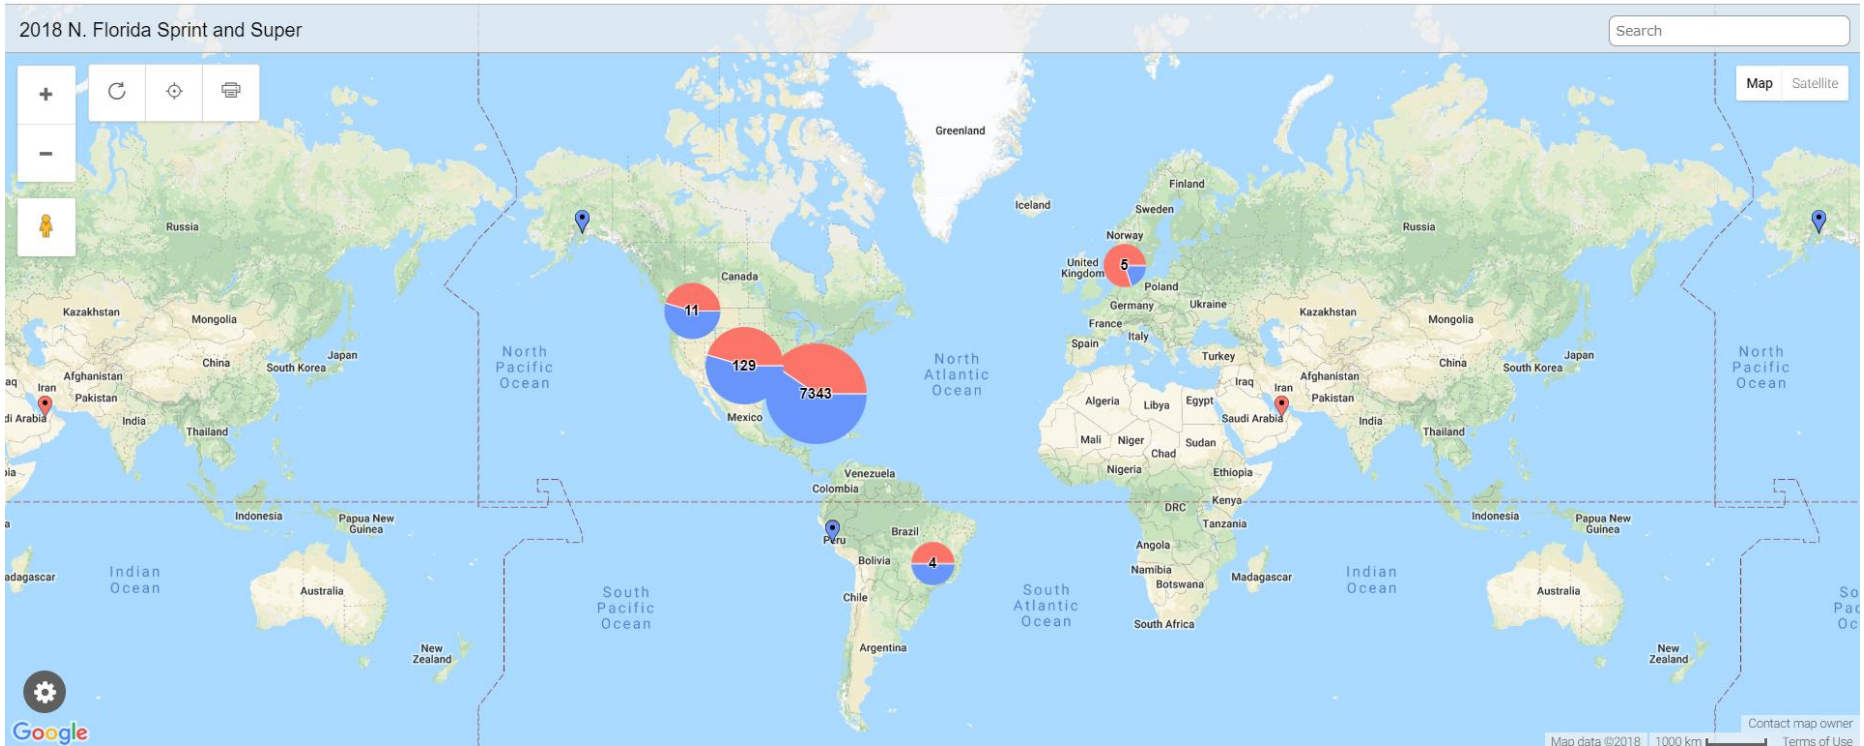 2018 N. Florida Sprint and Super
Search
+
−
Map Satellite
Greenland
Iceland
Finland
Sweden
Norway
Russia
Russia
United
Kingdom
5
Poland
Germany
Ukraine
France
Italy
Spain
Turkey
Canada
11
129
7343
Mexico
Kazakhstan
Mongolia
China
Japan
South Korea
Afghanistan
Iran
aq
Pakistan
di Arabia
India
Thailand
North
Pacific
Ocean
North
Atlantic
Ocean
Kazakhstan
Mongolia
China
Japan
South Korea
Afghanistan
Iraq
Iran
Pakistan
Saudi Arabia
India
Thailand
North
Pacific
Ocean
Algeria
Libya
Egypt
Mali
Niger
Chad
Sudan
Nigeria
Ethiopia
Kenya
DRC
Tanzania
Angola
Namibia
Botswana
Madagascar
South Africa
Venezuela
Colombia
Brazil
Peru
Bolivia
4
Chile
Argentina
Indonesia
Papua New
Guinea
Indian
Ocean
adagascar
Australia
New
Zealand
South
Pacific
Ocean
South
Atlantic
Ocean
Indian
Ocean
Indonesia
Papua New
Guinea
Australia
New
Zealand
So
Pac
Oc
Google
Contact map owner
Map data ©2018 1000 km Terms of Use